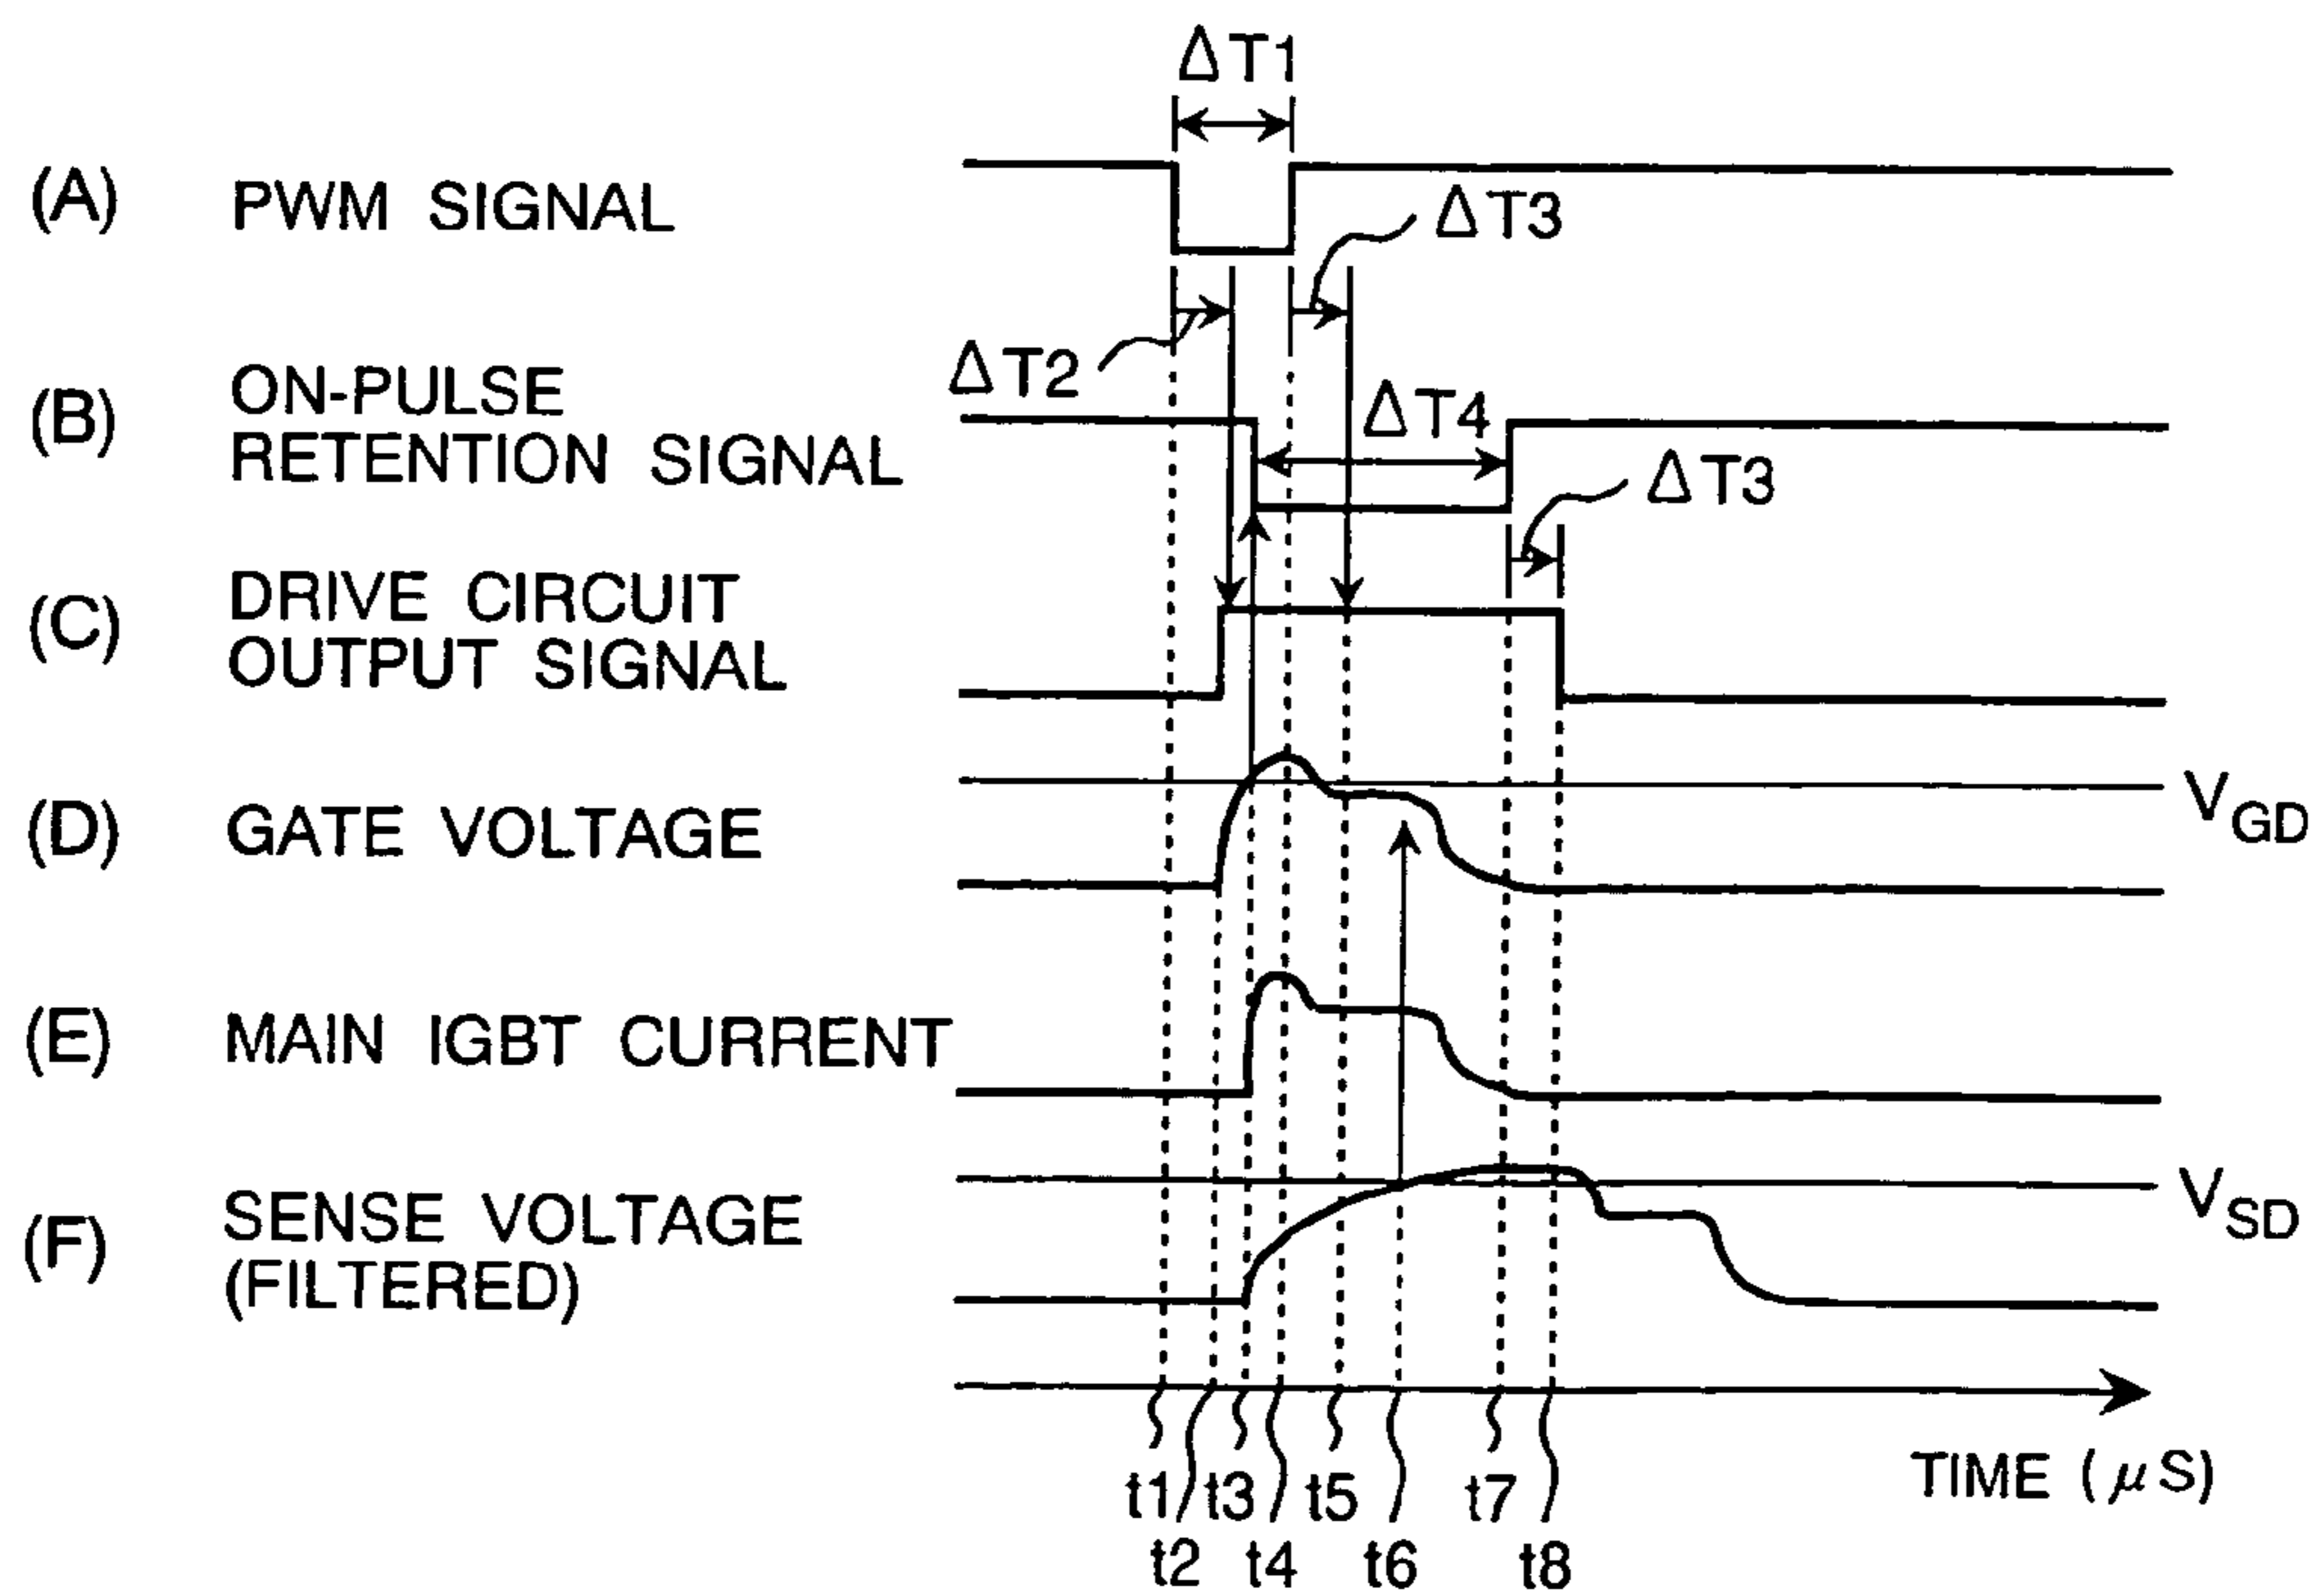 ΔT1
(A) PWM SIGNAL
ΔT3
ΔT2
(B) ON-PULSE
RETENTION SIGNAL
ΔT4
ΔT3
(C) DRIVE CIRCUIT
OUTPUT SIGNAL
(D) GATE VOLTAGE
VGD
(E) MAIN IGBT CURRENT
(F) SENSE VOLTAGE
(FILTERED)
VSD
t1 t3 t5 t7
t2 t4 t6 t8
TIME (μS)